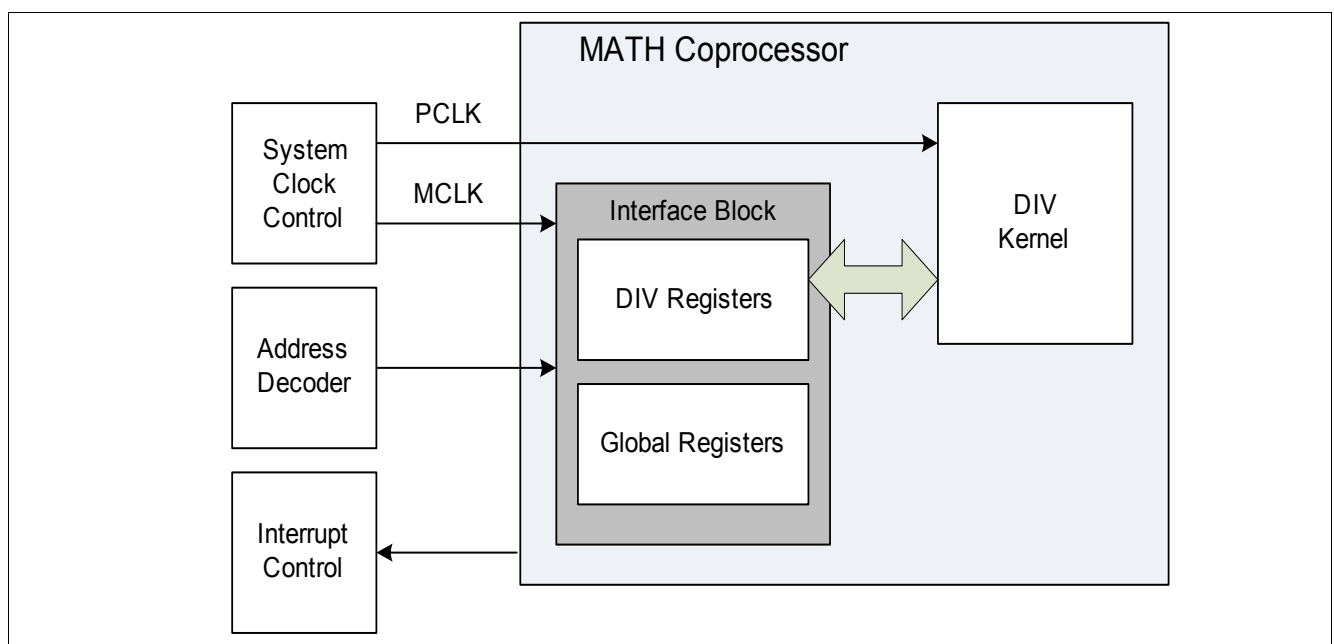 MATH Coprocessor
PCLK
System
Clock
Control
MCLK
Interface Block
DIV
Kernel
DIV Registers
Address
Decoder
Global Registers
Interrupt
Control